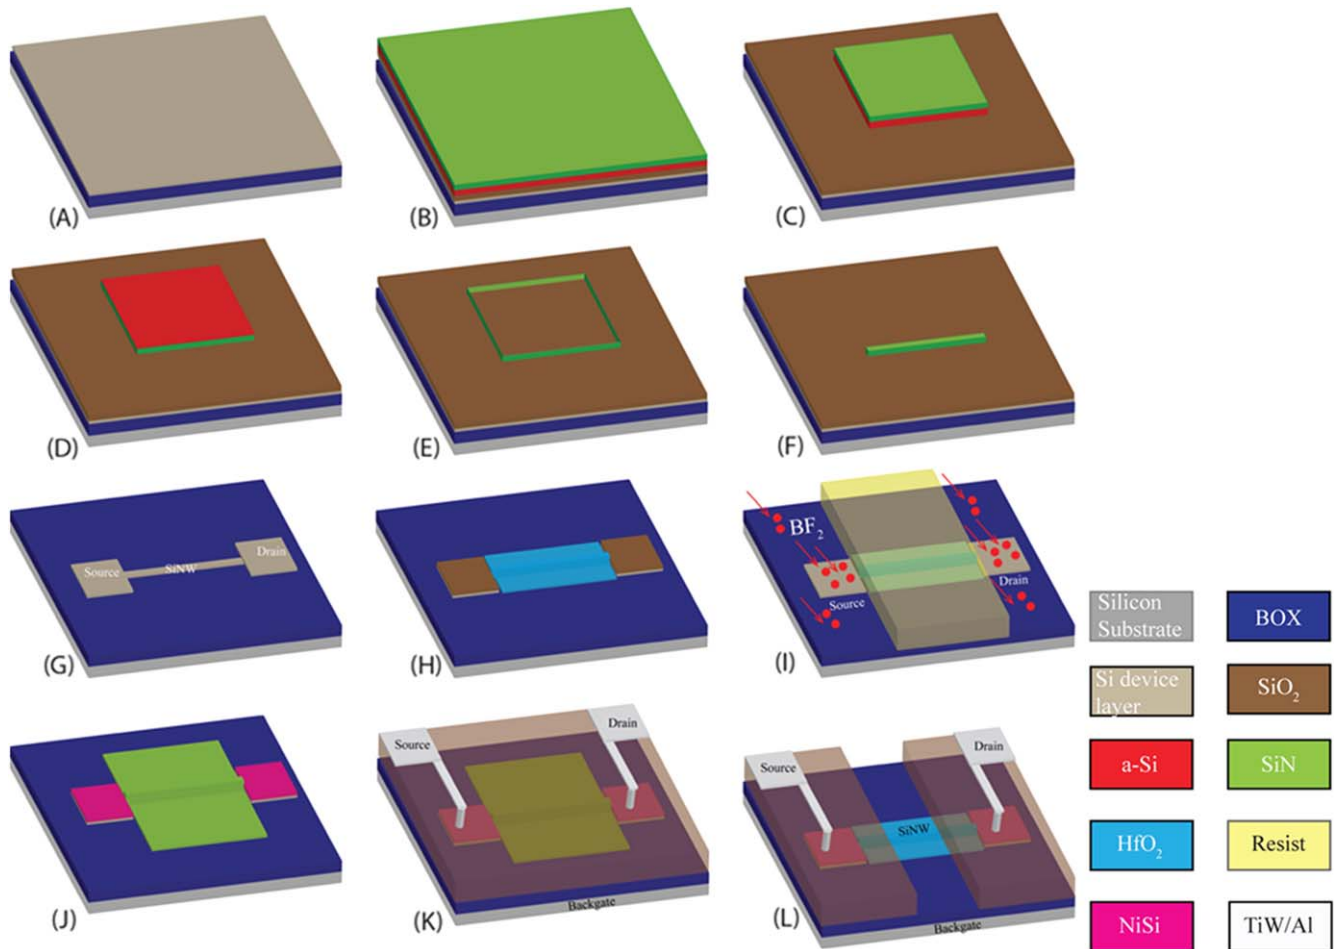 (A)
(B)
(C)
(D)
(E)
(F)
Source
SiNW
Drain
(G)
(H)
BF₂
Source
Drain
(I)
(J)
Source
Drain
Backgate
(K)
Source
Drain
SiNW
Backgate
(L)
Silicon
Substrate
BOX
Si device
layer
SiO₂
a-Si
SiN
HfO₂
Resist
NiSi
TiW/Al